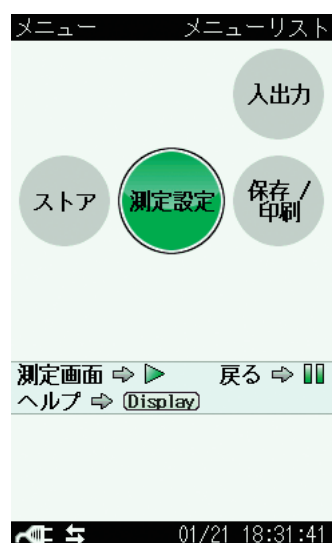 メニュー メニューリスト
入出力
ストア 測定設定 保存 /
印刷
測定画面 ⇨ ▷ 戻る ⇨ ▯▯
ヘルプ ⇨ Display
01/21 18:31:41